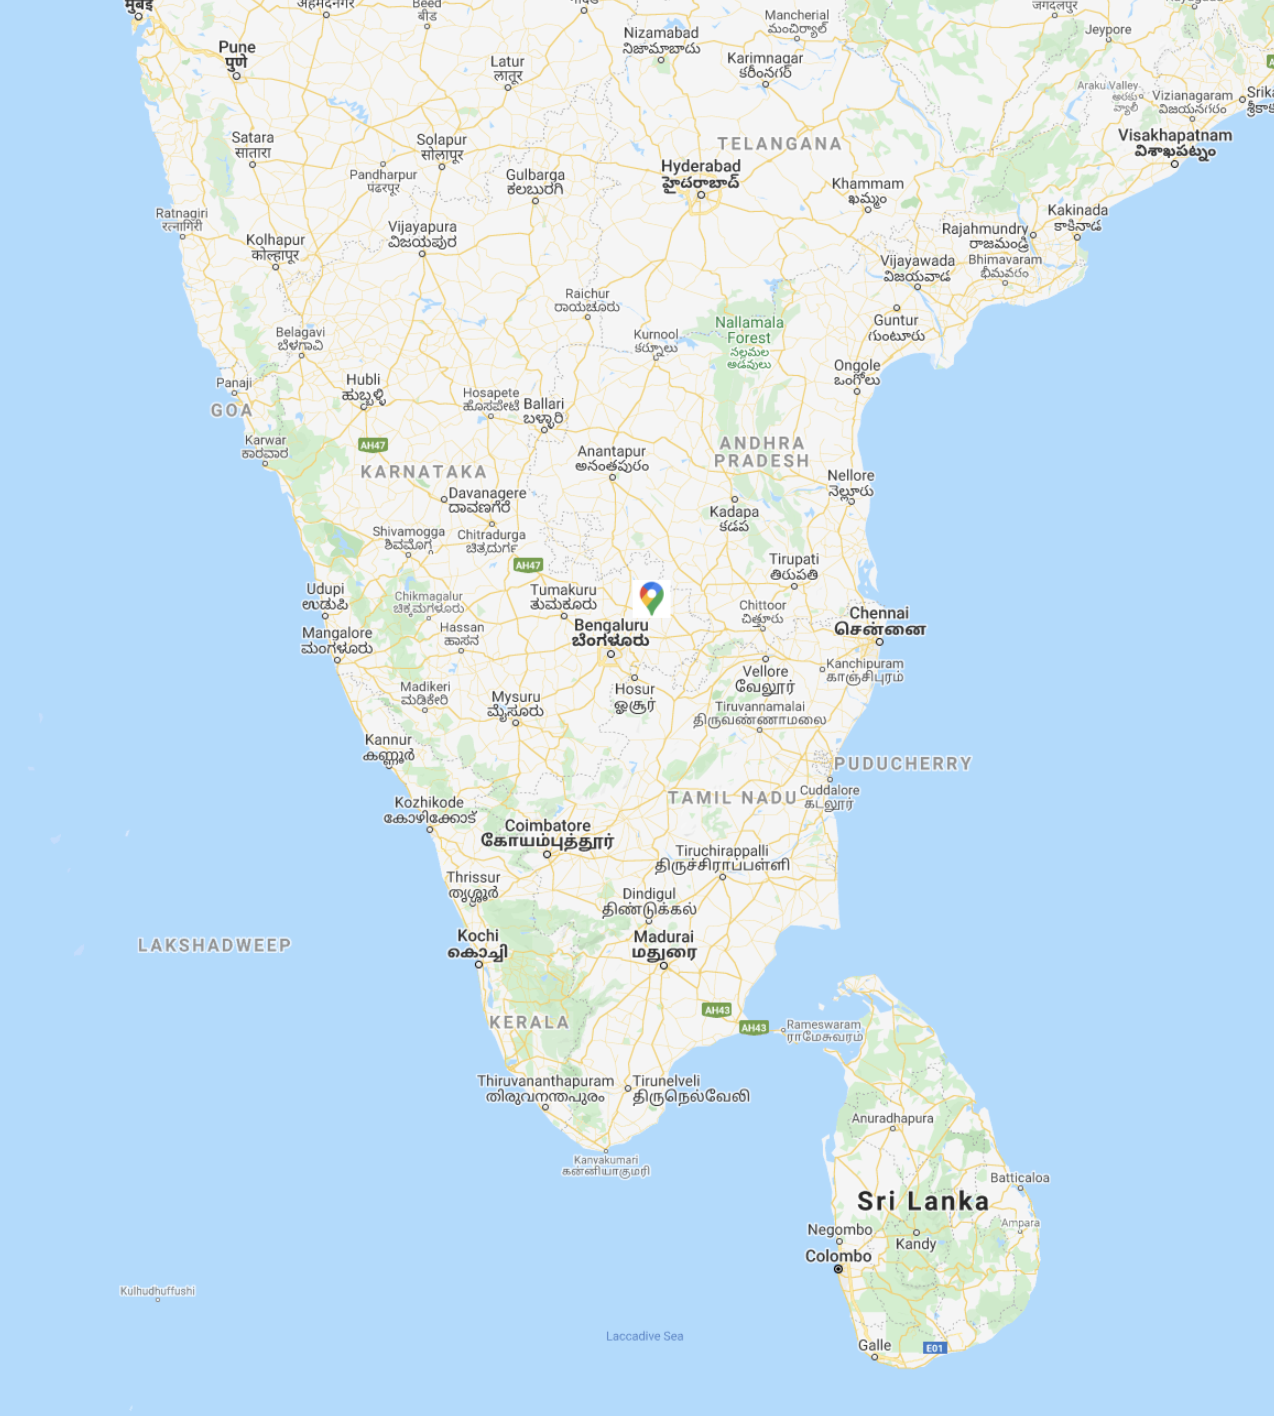 मुंबई
अहमदनगर
Beed
बीड
Mancherial
మంచిర్యాల్
Jeypore
Pune
पुणे
Nizamabad
నిజామాబాదు
Karimnagar
కరీంనగర్
Latur
लातूर
Araku Valley
అరకు
వ్యాలీ
Vizianagaram
విజయనగరం
Visakhapatnam
విశాఖపట్నం
Satara
सातारा
Solapur
सोलापूर
TELANGANA
Hyderabad
హైదరాబాద్
Pandharpur
पंढरपूर
Gulbarga
ಕಲಬುರಗಿ
Khammam
ఖమ్మం
Ratnagiri
रत्नागिरी
Kakinada
కాకినాడ
Kolhapur
कोल्हापूर
Vijayapura
ವಿಜಯಪುರ
Rajahmundry
రాజమండ్రి
Vijayawada
విజయవాడ
Bhimavaram
భీమవరం
Raichur
ರಾಯಚೂರು
Nallamala
Forest
నల్లమల
అడవులు
Guntur
గుంటూరు
Belagavi
ಬೆಳಗಾವಿ
Kurnool
కర్నూలు
Ongole
ఒంగోలు
Panaji
GOA
Hubli
ಹುಬ್ಬಳ್ಳಿ
Hosapete
ಹೊಸಪೇಟೆ
Ballari
ಬಳ್ಳಾರಿ
Karwar
ಕಾರವಾರ
AH47
KARNATAKA
Anantapur
అనంతపురం
ANDHRA
PRADESH
Nellore
నెల్లూరు
Davanagere
ದಾವಣಗೆರೆ
Kadapa
కడప
Shivamogga
ಶಿವಮೊಗ್ಗ
Chitradurga
ಚಿತ್ರದುರ್ಗ
AH47
Tirupati
తిరుపతి
Udupi
ಉಡುಪಿ
Chikmagalur
ಚಿಕ್ಕಮಗಳೂರು
Tumakuru
ತುಮಕೂರು
Chittoor
చిత్తూరు
Chennai
சென்னை
Mangalore
ಮಂಗಳೂರು
Hassan
ಹಾಸನ
Bengaluru
ಬೆಂಗಳೂರು
Kanchipuram
காஞ்சிபுரம்
Vellore
வேலூர்
Madikeri
ಮಡಿಕೇರಿ
Mysuru
ಮೈಸೂರು
Hosur
ஓசூர்
Tiruvannamalai
திருவண்ணாமலை
Kannur
കണ്ണൂർ
PUDUCHERRY
Kozhikode
കോഴിക്കോട്
TAMIL NADU
Cuddalore
கடலூர்
Coimbatore
கோயம்புத்தூர்
Tiruchirappalli
திருச்சிராப்பள்ளி
Thrissur
തൃശ്ശൂർ
Dindigul
திண்டுக்கல்
LAKSHADWEEP
Kochi
കൊച്ചി
Madurai
மதுரை
KERALA
AH43
AH43
Rameswaram
ராமேசுவரம்
Thiruvananthapuram
തിരുവനന്തപുരം
Tirunelveli
திருநெல்வேலி
Anuradhapura
Kanyakumari
கன்னியாகுமரி
Batticaloa
Sri Lanka
Negombo
Ampara
Kandy
Colombo
Kulhudhuffushi
Laccadive Sea
Galle
E01